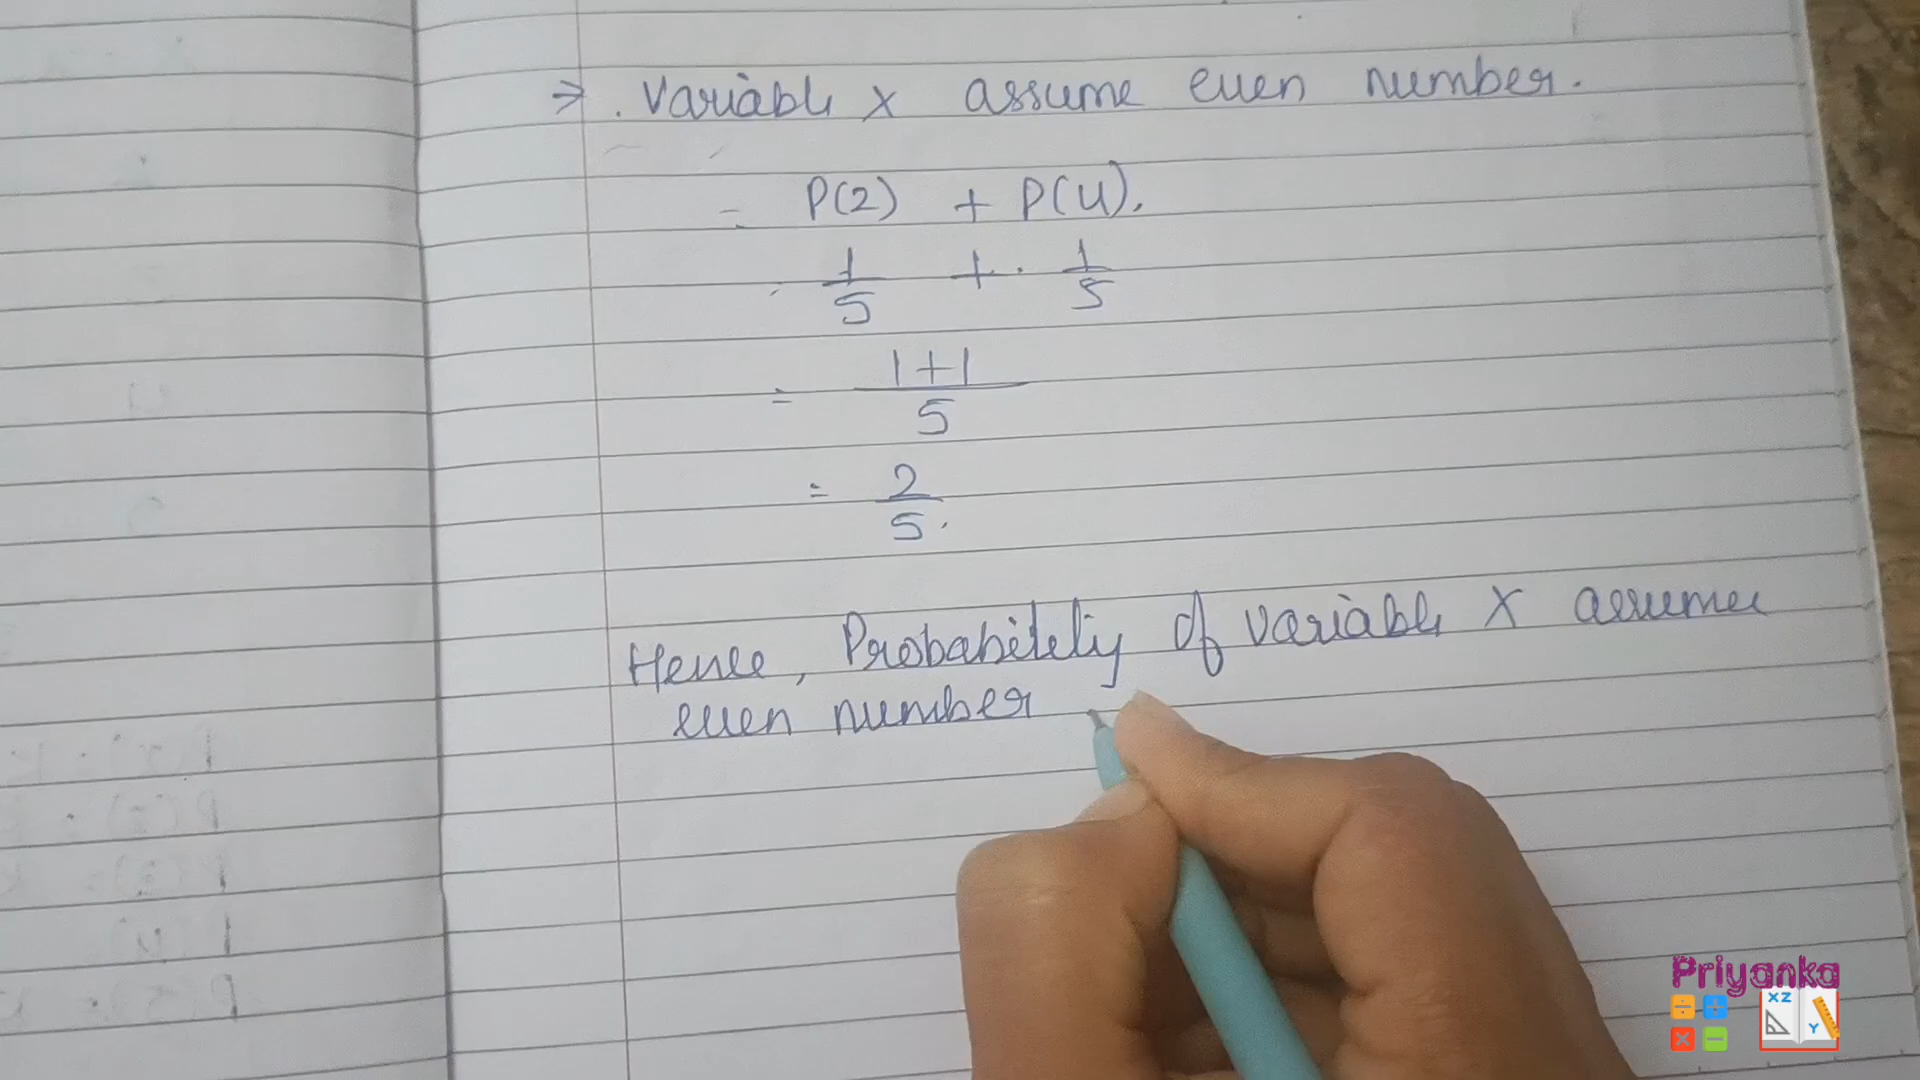 ⇒ . Variable x assume even number.
= P(2) + P(4).
= 1/5 + 1/5
= 1+1/5
= 2/5.
Hence, Probability of variable X assumes
even number
Priyanka
XZ
Y